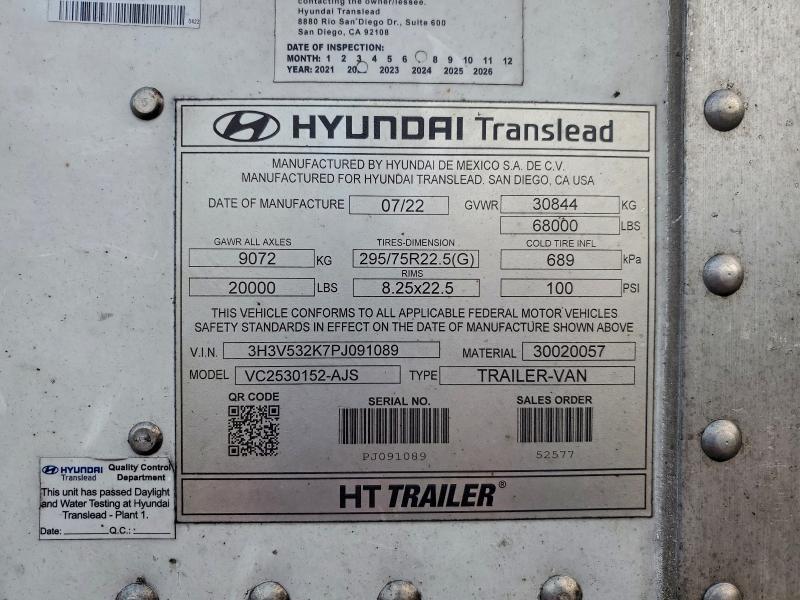 contacting the owner/lessee.
Hyundai Translead
8880 Rio San Diego Dr., Suite 600
San Diego, CA 92108
DATE OF INSPECTION:
MONTH: 1 2 3 4 5 6 8 9 10 11 12
YEAR: 2021 20 2023 2024 2025 2026
0422
HYUNDAI Translead
MANUFACTURED BY HYUNDAI DE MEXICO S.A. DE C.V.
MANUFACTURED FOR HYUNDAI TRANSLEAD. SAN DIEGO, CA USA
DATE OF MANUFACTURE 07/22 GVWR 30844 KG
68000 LBS
GAWR ALL AXLES TIRES-DIMENSION COLD TIRE INFL
9072 KG 295/75R22.5(G) 689 kPa
RIMS
20000 LBS 8.25x22.5 100 PSI
THIS VEHICLE CONFORMS TO ALL APPLICABLE FEDERAL MOTOR VEHICLES
SAFETY STANDARDS IN EFFECT ON THE DATE OF MANUFACTURE SHOWN ABOVE
V.I.N. 3H3V532K7PJ091089 MATERIAL 30020057
MODEL VC2530152-AJS TYPE TRAILER-VAN
QR CODE SERIAL NO. SALES ORDER
PJ091089 52577
HT TRAILER®
HYUNDAI Translead Quality Control Department
This unit has passed Daylight
and Water Testing at Hyundai
Translead - Plant 1.
Date: Q.C.: